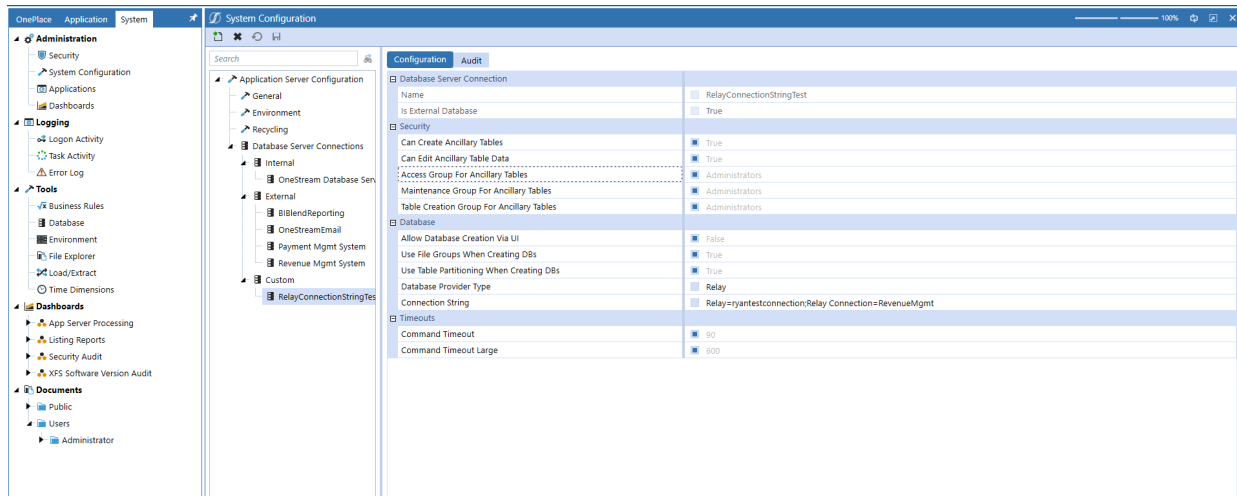 OnePlace Application System
System Configuration
100%
Administration
Security
System Configuration
Applications
Dashboards
Logging
Logon Activity
Task Activity
Error Log
Tools
Business Rules
Database
Environment
File Explorer
Load/Extract
Time Dimensions
Dashboards
App Server Processing
Listing Reports
Security Audit
XFS Software Version Audit
Documents
Public
Users
Administrator
Search
Application Server Configuration
General
Environment
Recycling
Database Server Connections
Internal
OneStream Database Serv
External
BIBlendReporting
OneStreamEmail
Payment Mgmt System
Revenue Mgmt System
Custom
RelayConnectionStringTes
Configuration Audit
Database Server Connection
Name RelayConnectionStringTest
Is External Database True
Security
Can Create Ancillary Tables True
Can Edit Ancillary Table Data True
Access Group For Ancillary Tables Administrators
Maintenance Group For Ancillary Tables Administrators
Table Creation Group For Ancillary Tables Administrators
Database
Allow Database Creation Via UI False
Use File Groups When Creating DBs True
Use Table Partitioning When Creating DBs True
Database Provider Type Relay
Connection String Relay=ryantestconnection;Relay Connection=RevenueMgmt
Timeouts
Command Timeout 90
Command Timeout Large 600